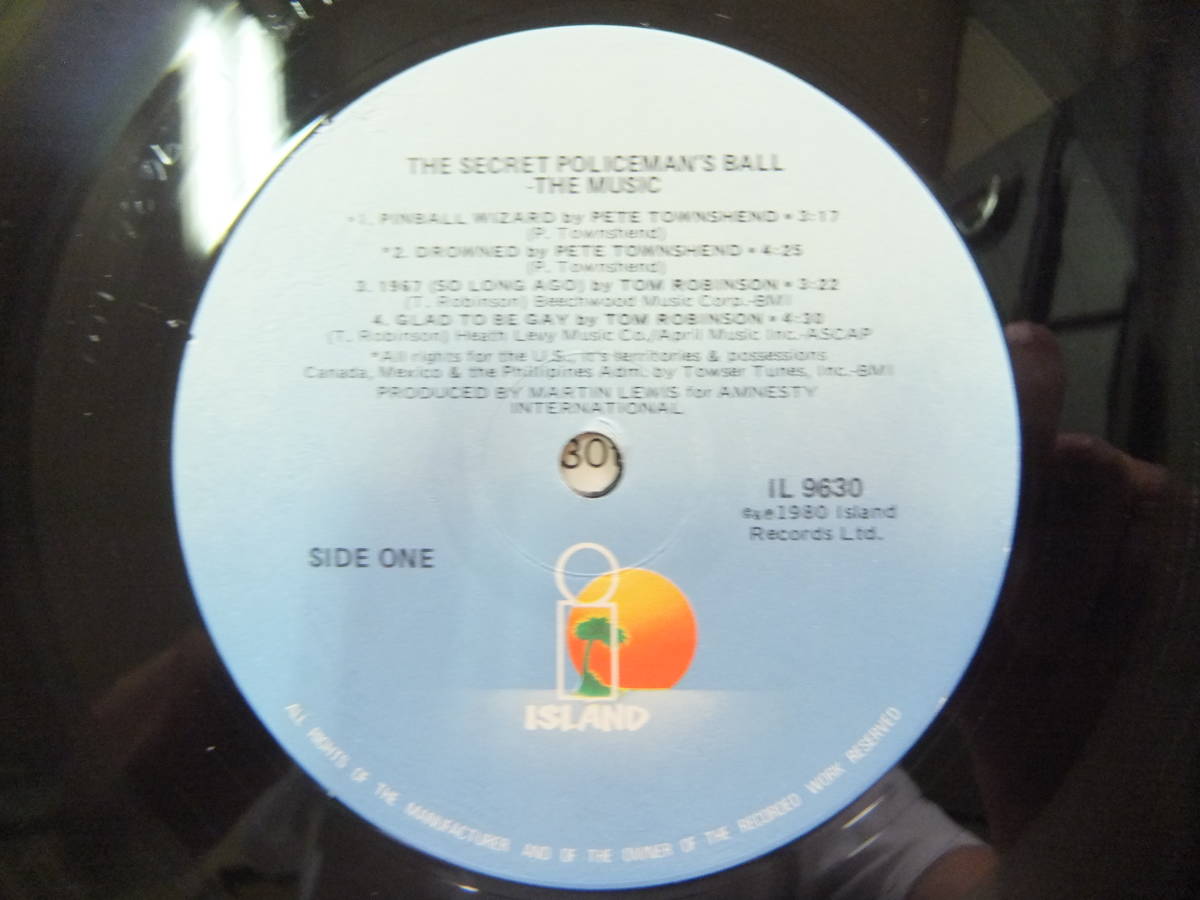 THE SECRET POLICEMAN'S BALL
-THE MUSIC
*1. PINBALL WIZARD by PETE TOWNSHEND • 3:17
(P. Townshend)
*2. DROWNED by PETE TOWNSHEND • 4:25
(P. Townshend)
3. 1967 (SO LONG AGO) by TOM ROBINSON • 3:22
(T. Robinson) Beechwood Music Corp.-BMI
4. GLAD TO BE GAY by TOM ROBINSON • 4:30
(T. Robinson) Heath Levy Music Co./April Music Inc.-ASCAP
*All rights for the U.S., it's territories & possessions
Canada, Mexico & the Phillipines Adm. by Towser Tunes, Inc.-BMI
PRODUCED BY MARTIN LEWIS for AMNESTY
INTERNATIONAL
30
IL 9630
1980 Island
Records Ltd.
SIDE ONE
i
ISLAND
ALL RIGHTS OF THE MANUFACTURER AND OF THE OWNER OF THE RECORDED WORK RESERVED